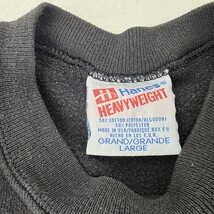 H Hanes
HEAVYWEIGHT
50% COTTON/COTON/ALGODON
50% POLYESTER
MADE IN USA/FABRIQUE AUX E.U
HECHO EN LOS E.U.A.
GRAND/GRANDE
LARGE